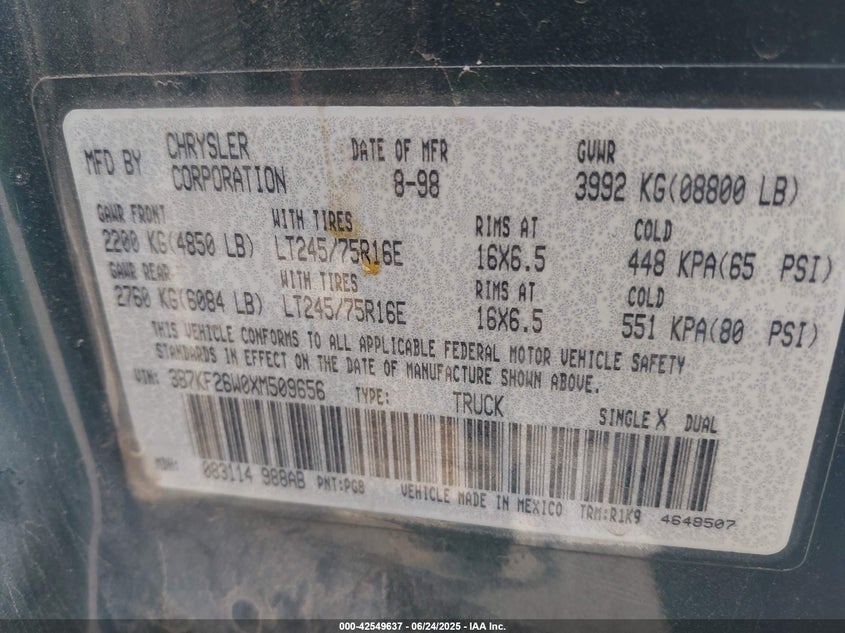 MFD BY CHRYSLER CORPORATION DATE OF MFR 8-98 GVWR 3992 KG(08800 LB)
GAWR FRONT WITH TIRES RIMS AT COLD
2200 KG(4850 LB) LT245/75R16E 16X6.5 448 KPA(65 PSI)
GAWR REAR WITH TIRES RIMS AT COLD
2760 KG(6084 LB) LT245/75R16E 16X6.5 551 KPA(80 PSI)
THIS VEHICLE CONFORMS TO ALL APPLICABLE FEDERAL MOTOR VEHICLE SAFETY
STANDARDS IN EFFECT ON THE DATE OF MANUFACTURE SHOWN ABOVE.
VIN: 3B7KF26W0XM509656 TYPE: TRUCK SINGLE X DUAL
MDH: 083114 988AB PNT:PGB VEHICLE MADE IN MEXICO TRM:R1K9 4648507
000-42549637 - 06/24/2025 - IAA Inc.